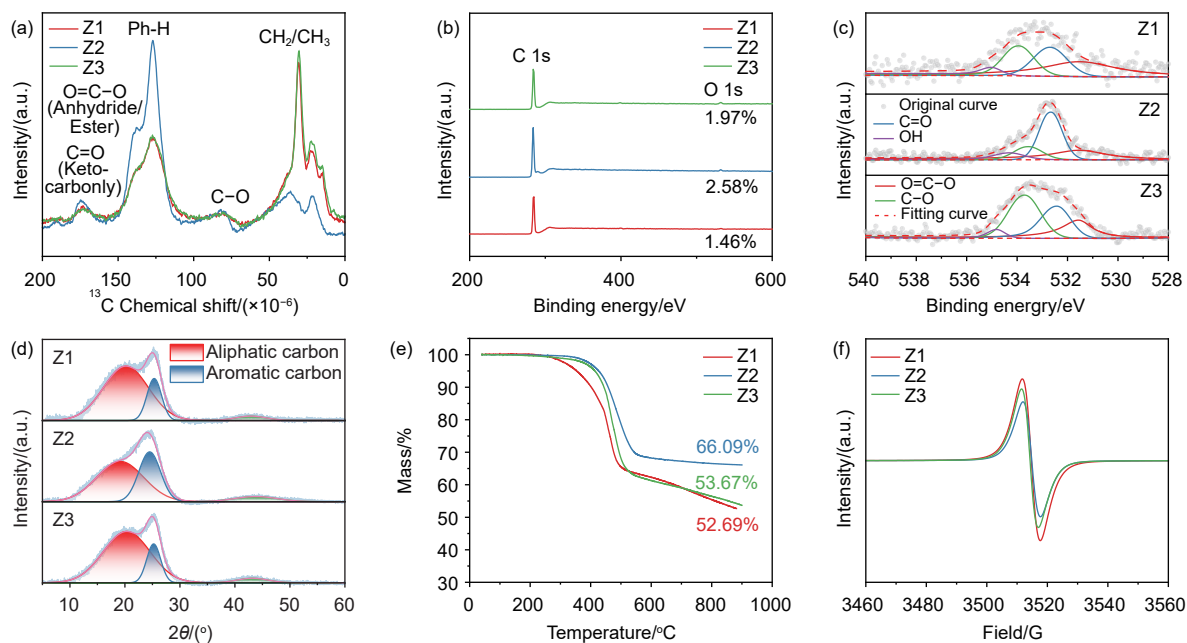 (a)
Z1
Z2
Z3
Ph-H
CH₂/CH₃
O=C–O
(Anhydride/
Ester)
C=O
(Keto-
carbonly)
C–O
Intensity/(a.u.)
200 150 100 50 0
¹³C Chemical shift/(×10⁻⁶)
(b)
Z1
Z2
Z3
C 1s
O 1s
1.97%
2.58%
1.46%
Intensity/(a.u.)
200 300 400 500 600
Binding energy/eV
(c)
Z1
Original curve
C=O
OH
Z2
O=C–O
C–O
Fitting curve
Z3
Intensity/(a.u.)
540 538 536 534 532 530 528
Binding energry/eV
(d)
Z1
Aliphatic carbon
Aromatic carbon
Z2
Z3
Intensity/(a.u.)
10 20 30 40 50 60
2θ/(°)
(e)
Z1
Z2
Z3
66.09%
53.67%
52.69%
Mass/%
100
90
80
70
60
50
40
30
0 200 400 600 800 1000
Temperature/°C
(f)
Z1
Z2
Z3
Intensity/(a.u.)
3460 3480 3500 3520 3540 3560
Field/G